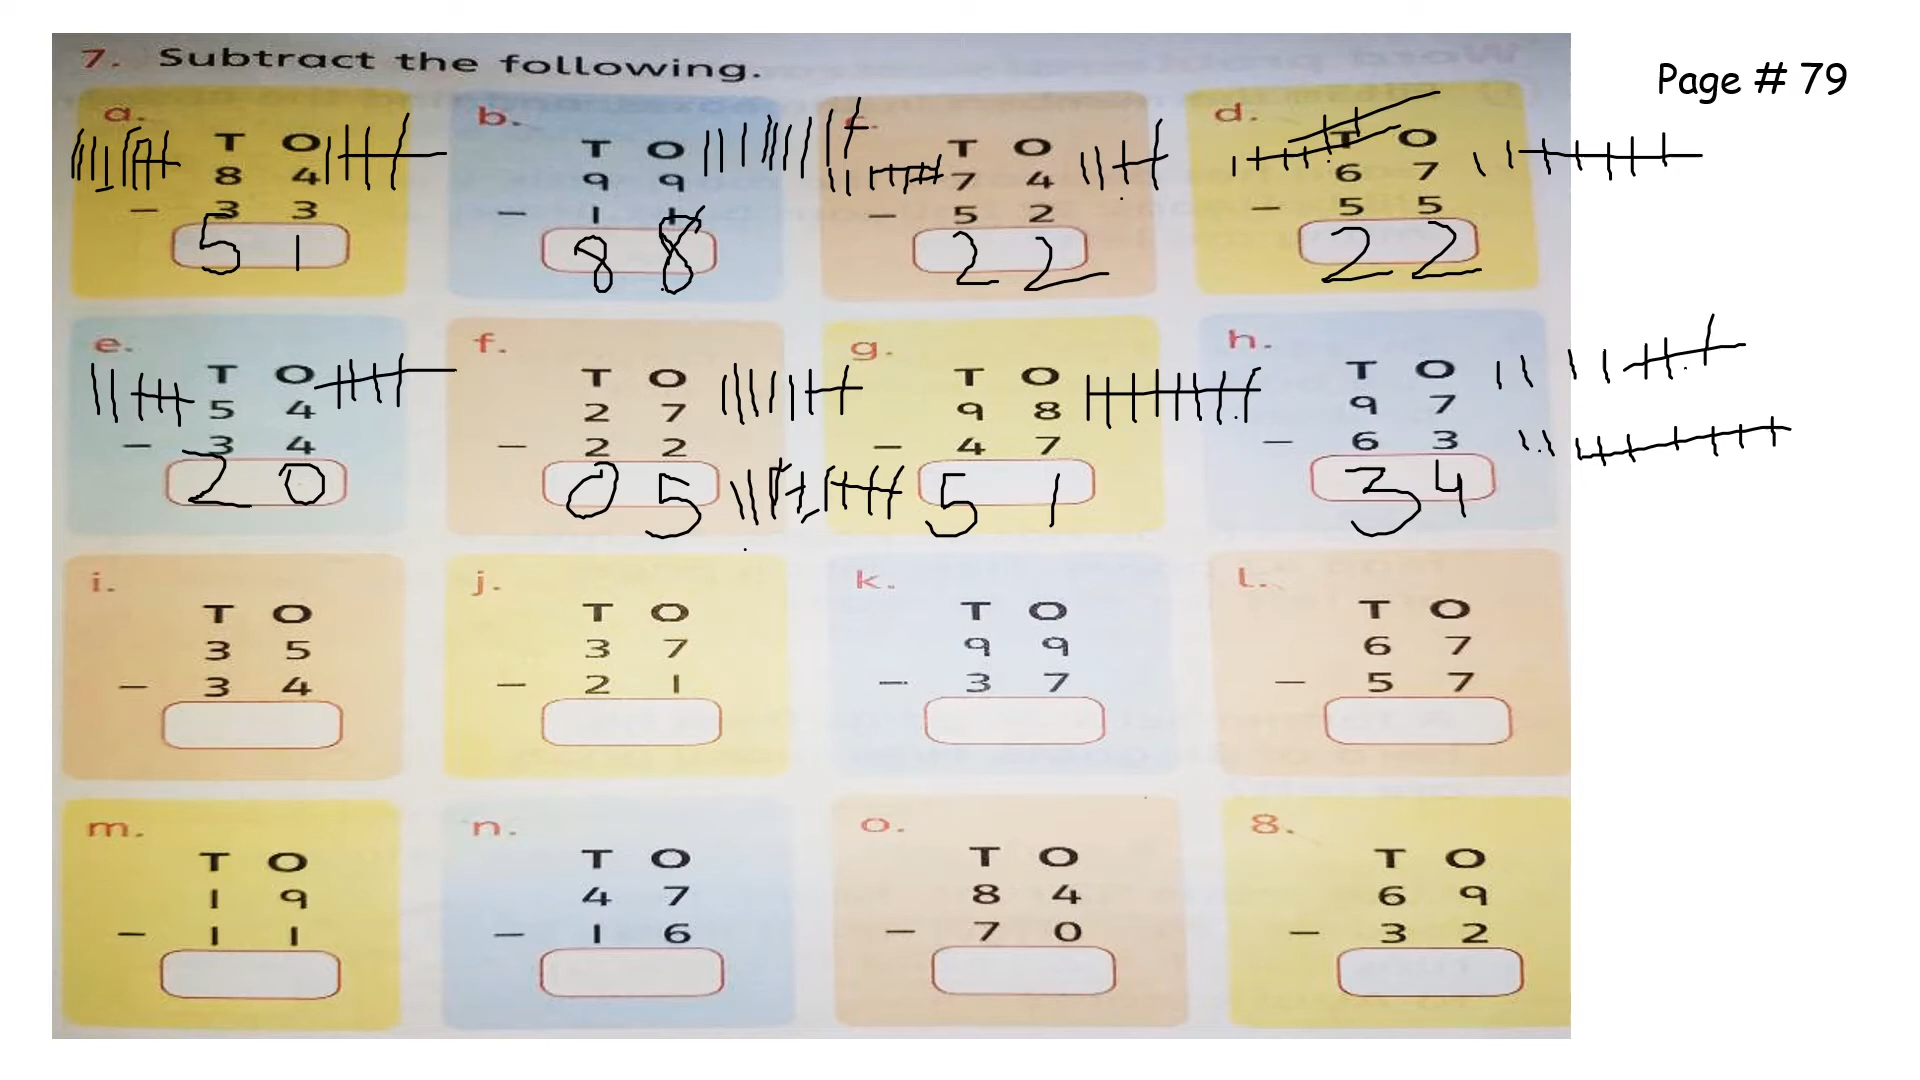 Page # 79
7. Subtract the following.
a. b. c. d.
T O T O T O T O
8 4 9 9 7 4 6 7
- 3 3 - 1 1 - 5 2 - 5 5
5 1 8 8 2 2 2 2
e. f. g. h.
T O T O T O T O
5 4 2 7 9 8 9 7
- 3 4 - 2 2 - 4 7 - 6 3
2 0 0 5 5 1 3 4
i. j. k. l.
T O T O T O T O
3 5 3 7 9 9 6 7
- 3 4 - 2 1 - 3 7 - 5 7
m. n. o. 8.
T O T O T O T O
1 9 4 7 8 4 6 9
- 1 1 - 1 6 - 7 0 - 3 2